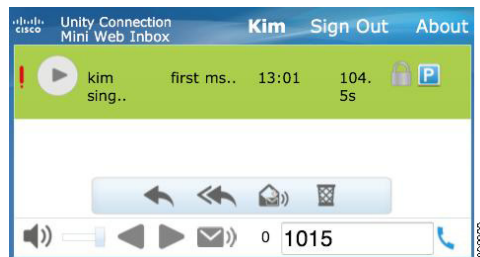 cisco
Unity Connection
Mini Web Inbox
Kim Sign Out About
! kim first ms.. 13:01 104. P
sing.. 5s
0 1015